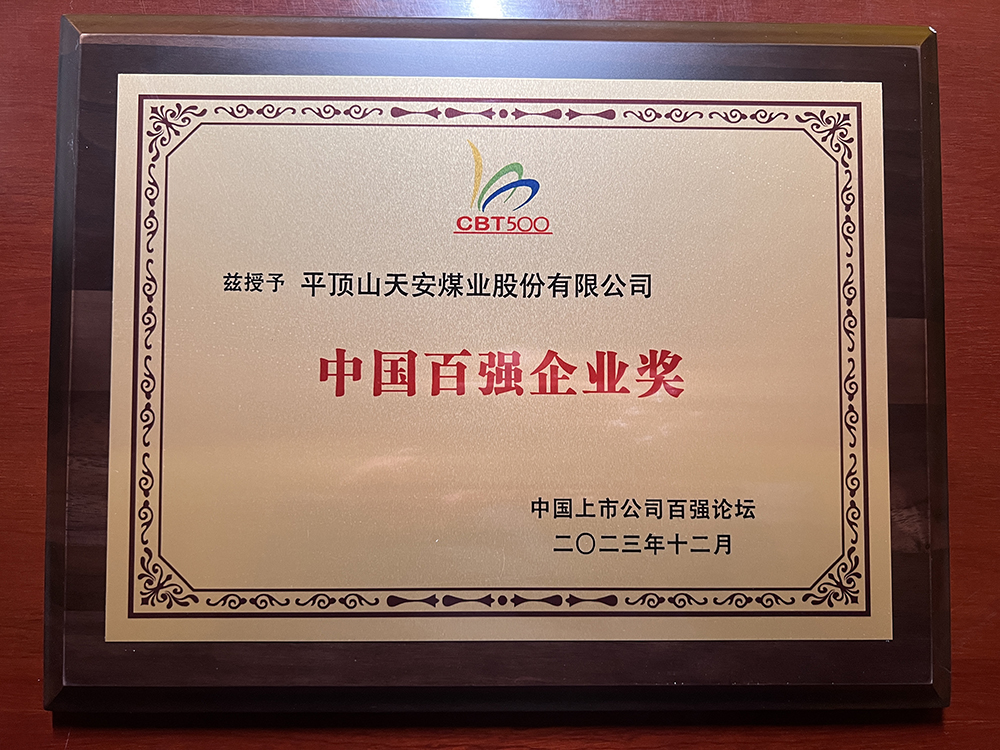 CBT500
兹授予 平顶山天安煤业股份有限公司
中国百强企业奖
中国上市公司百强论坛
二〇二三年十二月